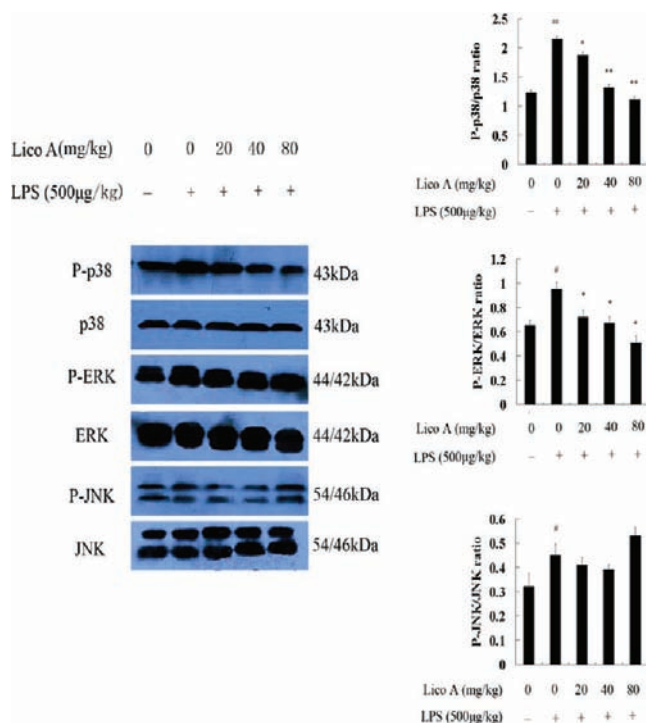 Lico A(mg/kg) 0 0 20 40 80
LPS (500μg/kg) – + + + +
P-p38 43kDa
p38 43kDa
P-ERK 44/42kDa
ERK 44/42kDa
P-JNK 54/46kDa
JNK 54/46kDa
P-p38/p38 ratio
2.5
2
1.5
1
0.5
0
## * ** **
Lico A (mg/kg) 0 0 20 40 80
LPS (500μg/kg) – + + + +
P-ERK/ERK ratio
1.2
1
0.8
0.6
0.4
0.2
0
# * * *
Lico A (mg/kg) 0 0 20 40 80
LPS (500μg/kg) – + + + +
P-JNK/JNK ratio
0.6
0.5
0.4
0.3
0.2
0.1
0
#
Lico A (mg/kg) 0 0 20 40 80
LPS (500μg/kg) – + + + +